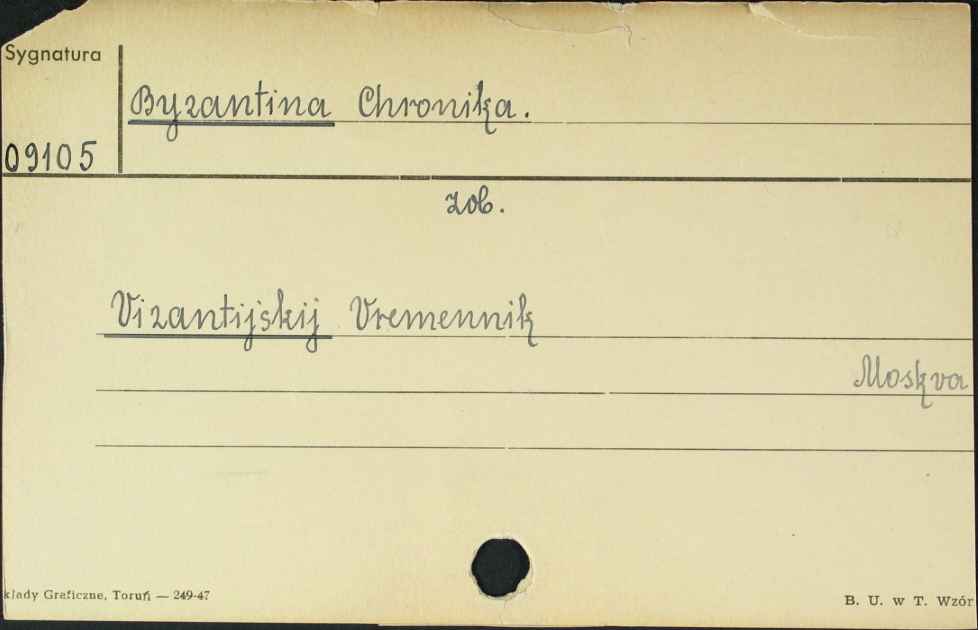 Sygnatura
Byzantina Chronika.
09105
zob.
Vizantijskij Vremennik
Moskva
kłady Graficzne, Toruń — 249-47
B. U. w T. Wzór